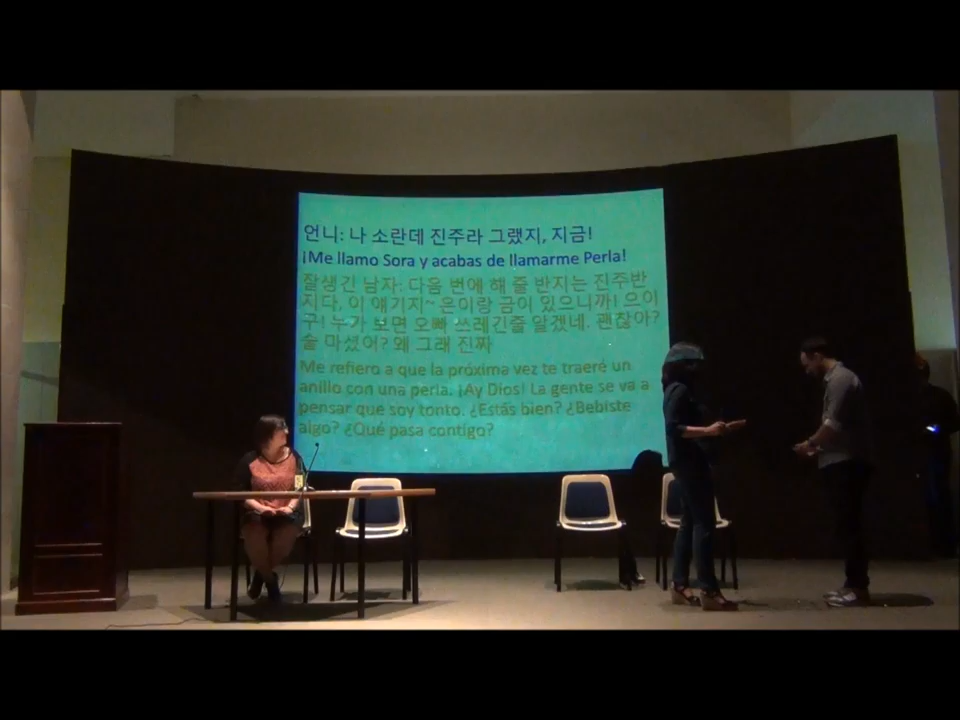 언니: 나 소란데 진주라 그랬지, 지금!
¡Me llamo Sora y acabas de llamarme Perla!
잘생긴 남자: 다음 번에 해 줄 반지는 진주반
지다, 이 얘기지~ 은이랑 금이 있으니까! 으이
구! 누가 보면 오빠 쓰레긴줄 알겠네. 괜찮아?
술 마셨어? 왜 그래 진짜
Me refiero a que la próxima vez te traeré un
anillo con una perla. ¡Ay Dios! La gente se va a
pensar que soy tonto. ¿Estás bien? ¿Bebiste
algo? ¿Qué pasa contigo?